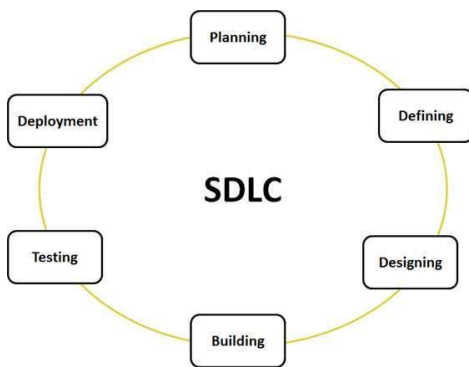 Planning
Defining
Designing
Building
Testing
Deployment
SDLC